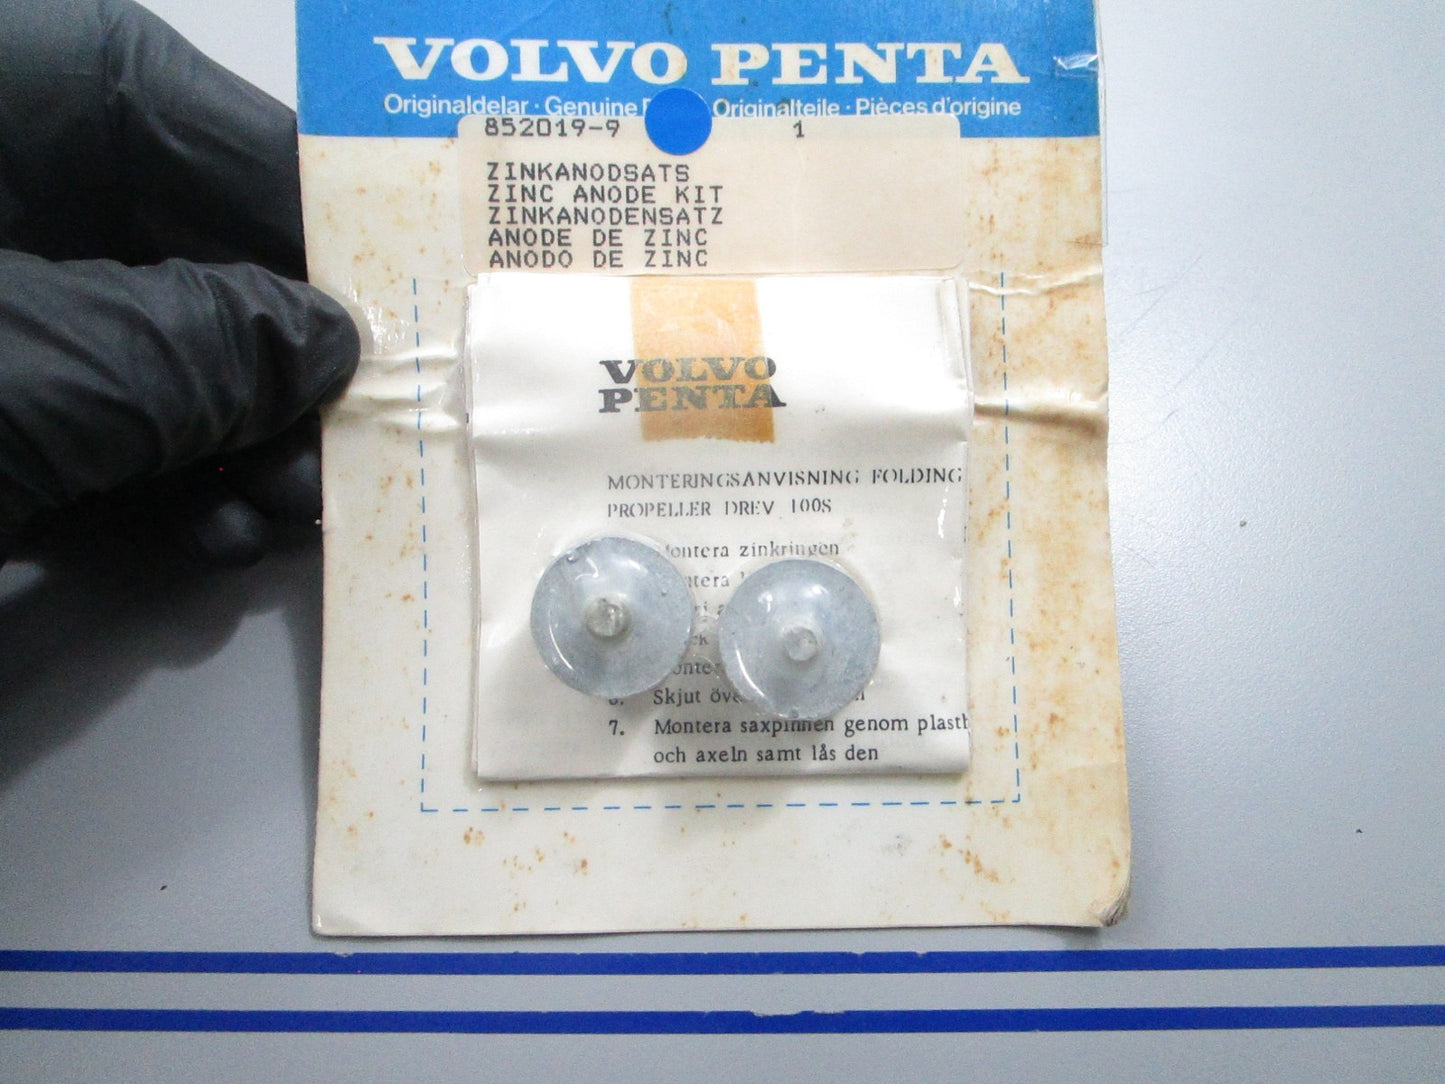 VOLVO PENTA
Originaldelar · Genuine Originalteile · Pièces d'origine
852019-9 1
ZINKANODSATS
ZINC ANODE KIT
ZINKANODENSATZ
ANODE DE ZINC
ANODO DE ZINC
VOLVO
PENTA
MONTERINGSANVISNING FOLDING
PROPELLER DREV 100S
Montera zinkringen
Skjut
7. Montera saxpinnen genom
och axeln samt lås den